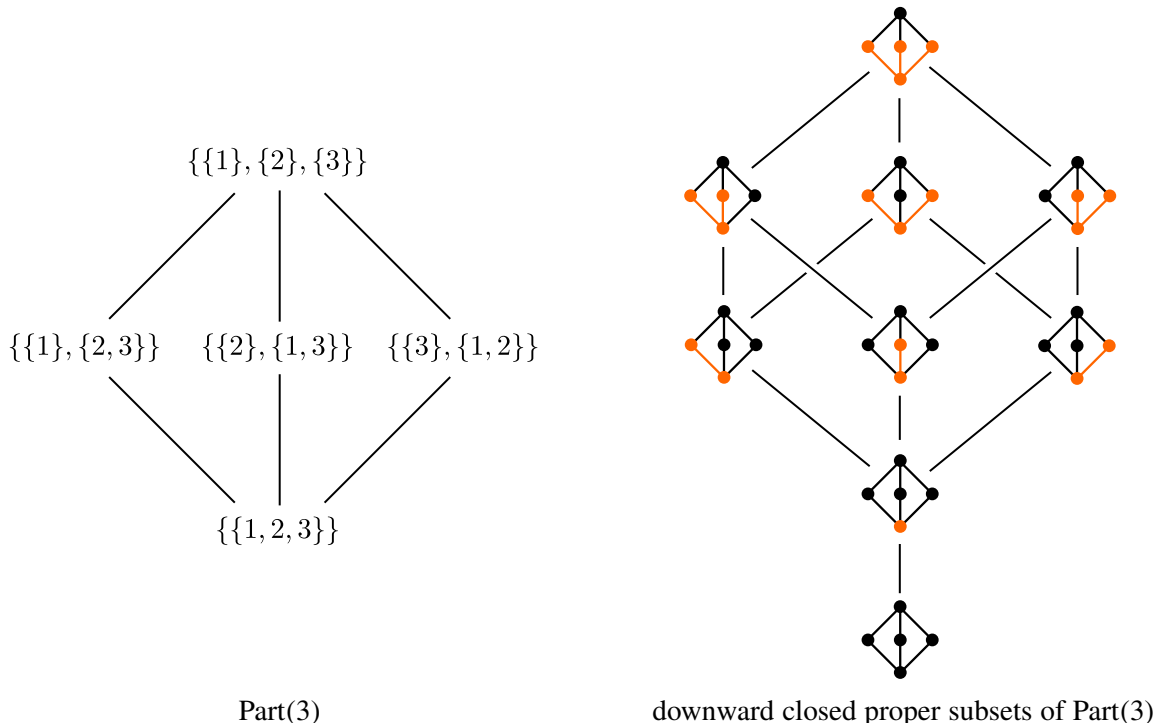 {{1}, {2}, {3}}
{{1}, {2, 3}} {{2}, {1, 3}} {{3}, {1, 2}}
{{1, 2, 3}}
Part(3) downward closed proper subsets of Part(3)